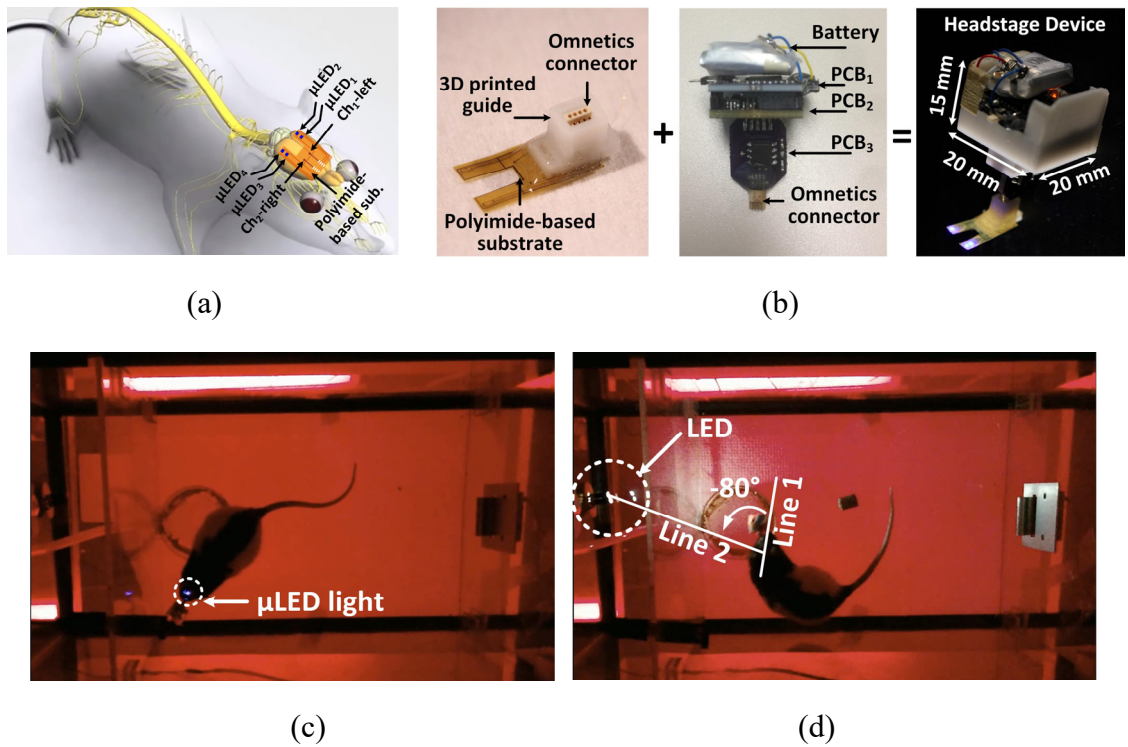 μLED₂
μLED₁
Ch₁-left
μLED₄
μLED₃
Ch₂-right
Polyimide-
based sub.
(a)
Omnetics
connector
3D printed
guide
Polyimide-based
substrate
+
Battery
PCB₁
PCB₂
PCB₃
Omnetics
connector
=
Headstage Device
15 mm
20 mm
20 mm
(b)
μLED light
(c)
LED
-80°
Line 1
Line 2
(d)